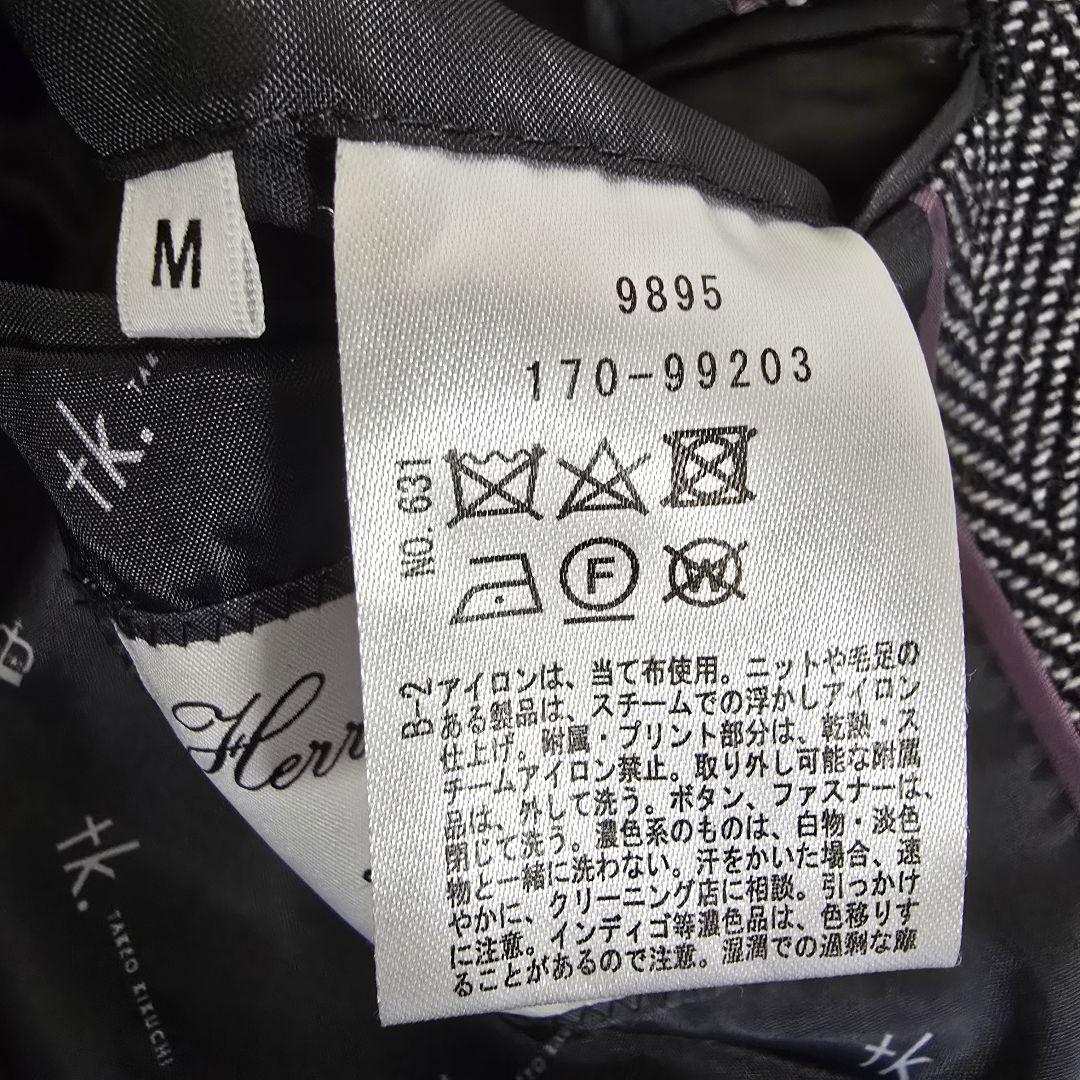 M
9895
170-99203
NO. 631
F
W
B-2
アイロンは、当て布使用。ニットや毛足の
ある製品は、スチームでの浮かしアイロン
仕上げ。附属・プリント部分は、乾熱・ス
チームアイロン禁止。取り外し可能な附属
品は、外して洗う。ボタン、ファスナーは、
閉じて洗う。濃色系のものは、白物・淡色
物と一緒に洗わない。汗をかいた場合、速
やかに、クリーニング店に相談。引っかけ
に注意。インディゴ等濃色品は、色移りす
ることがあるので注意。湿潤での過剰な摩
tk.
Herr
tk.
TAKEO KIKUCHI
tk